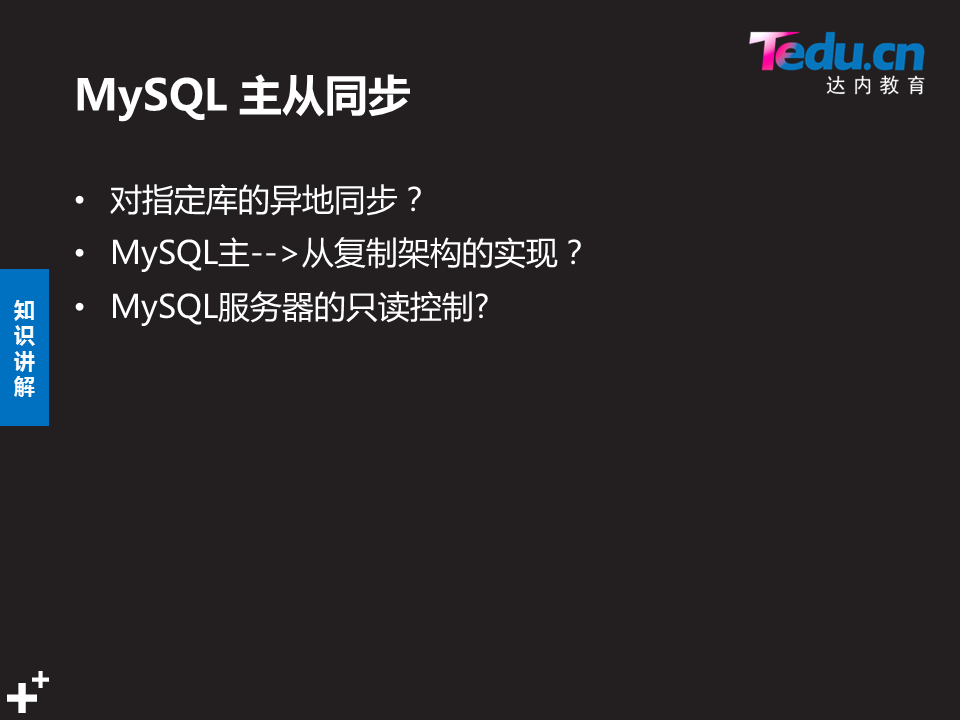 Tedu.cn
达内教育
MySQL 主从同步
• 对指定库的异地同步？
• MySQL主-->从复制架构的实现？
• MySQL服务器的只读控制?
知识讲解